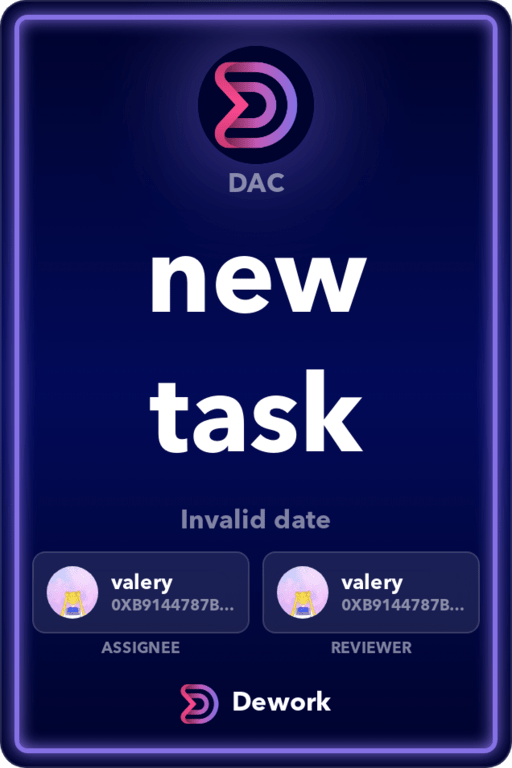 DAC
new
task
Invalid date
valery
0XB9144787B...
valery
0XB9144787B...
ASSIGNEE
REVIEWER
Dework